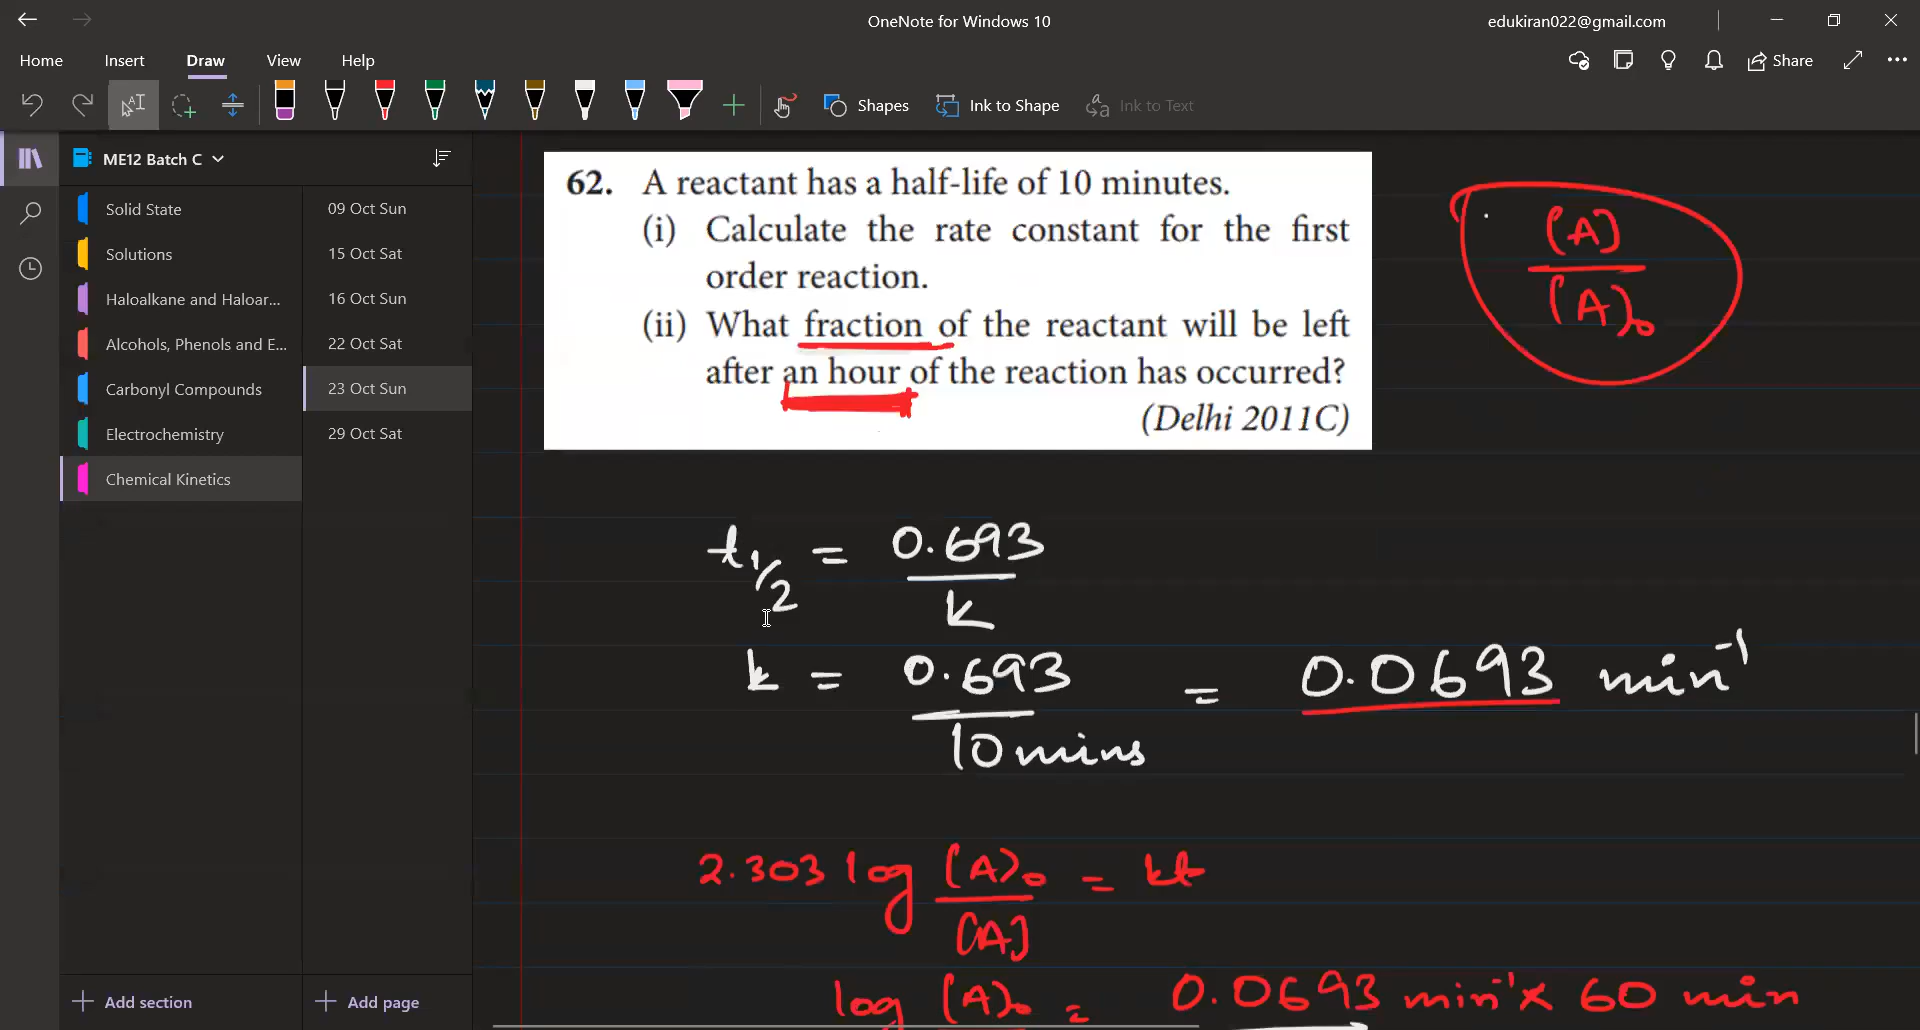 OneNote for Windows 10
edukiran022@gmail.com
Home Insert Draw View Help
Share
Shapes Ink to Shape Ink to Text
ME12 Batch C
Solid State
Solutions
Haloalkane and Haloar...
Alcohols, Phenols and E...
Carbonyl Compounds
Electrochemistry
Chemical Kinetics
09 Oct Sun
15 Oct Sat
16 Oct Sun
22 Oct Sat
23 Oct Sun
29 Oct Sat
Add section
Add page
62. A reactant has a half-life of 10 minutes.
(i) Calculate the rate constant for the first
order reaction.
(ii) What fraction of the reactant will be left
after an hour of the reaction has occurred?
(Delhi 2011C)
[A]
[A]0
t1/2 = 0.693
k
k = 0.693 = 0.0693 min-1
10 mins
2.303 log [A]0 = kt
[A]
log [A]0 = 0.0693 min-1 x 60 min